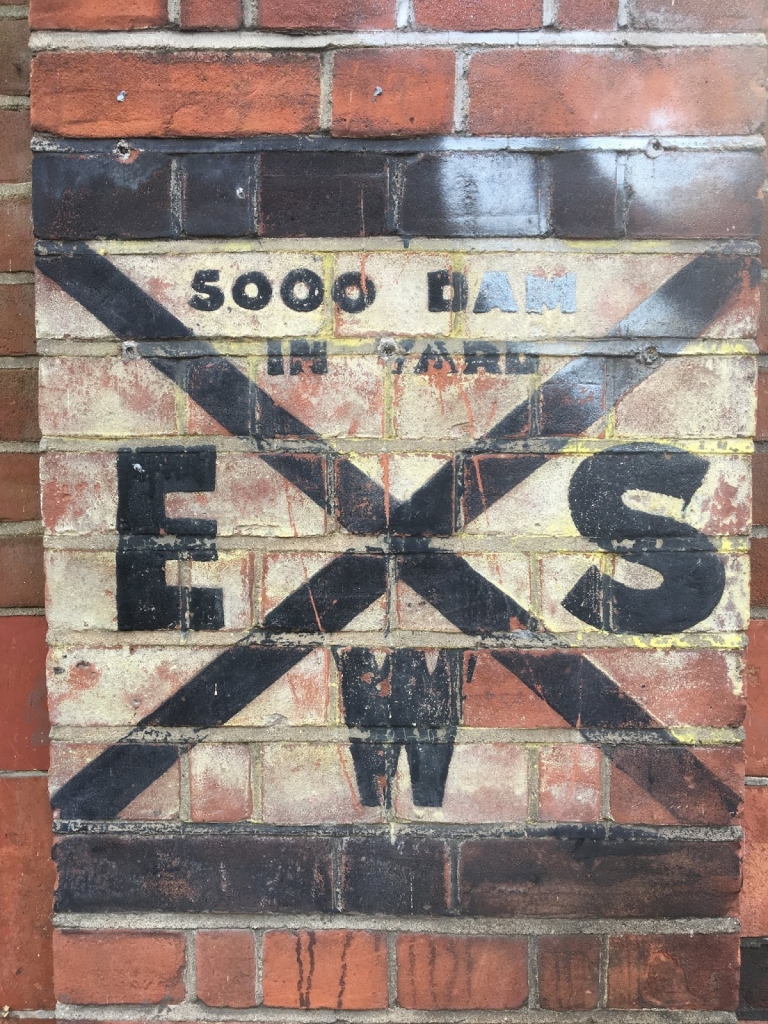 5000 DAM
IN YARD
E S
W